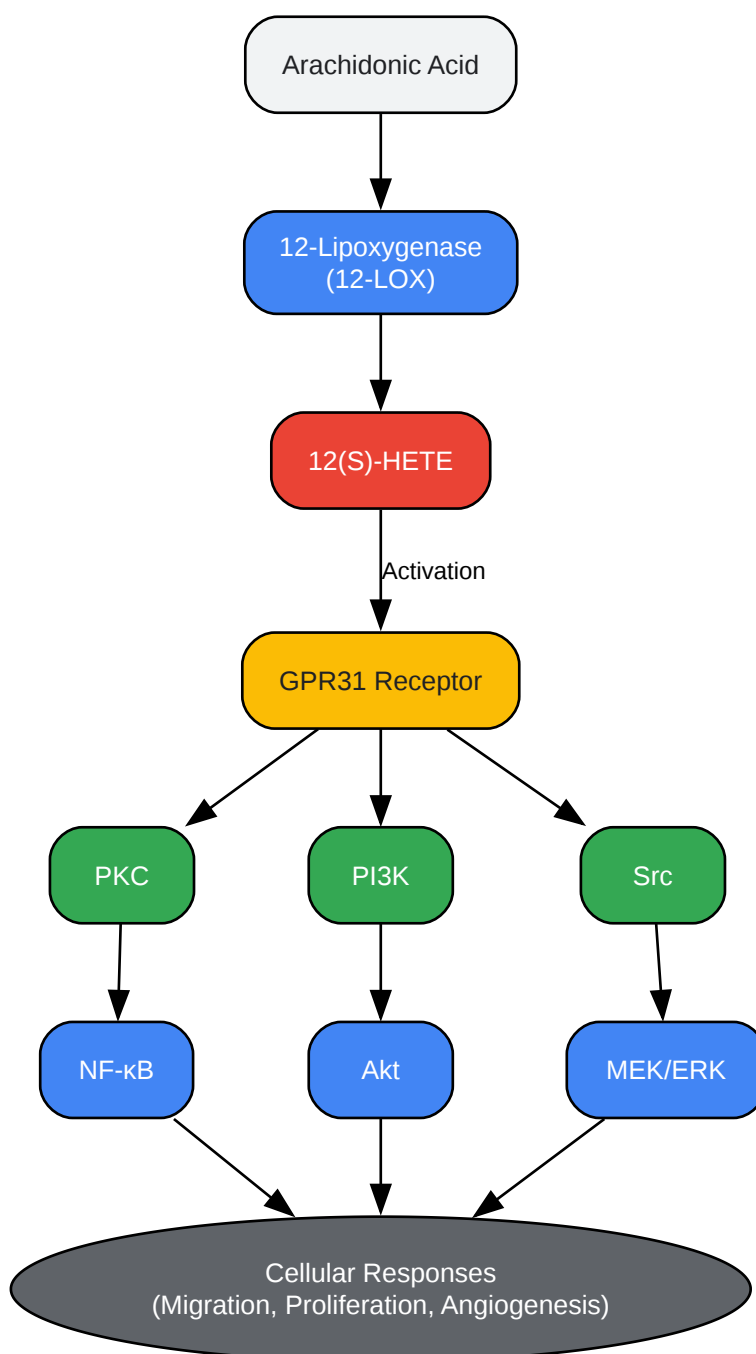 Arachidonic Acid
12-Lipoxygenase
(12-LOX)
12(S)-HETE
Activation
GPR31 Receptor
PKC
PI3K
Src
NF-κB
Akt
MEK/ERK
Cellular Responses
(Migration, Proliferation, Angiogenesis)